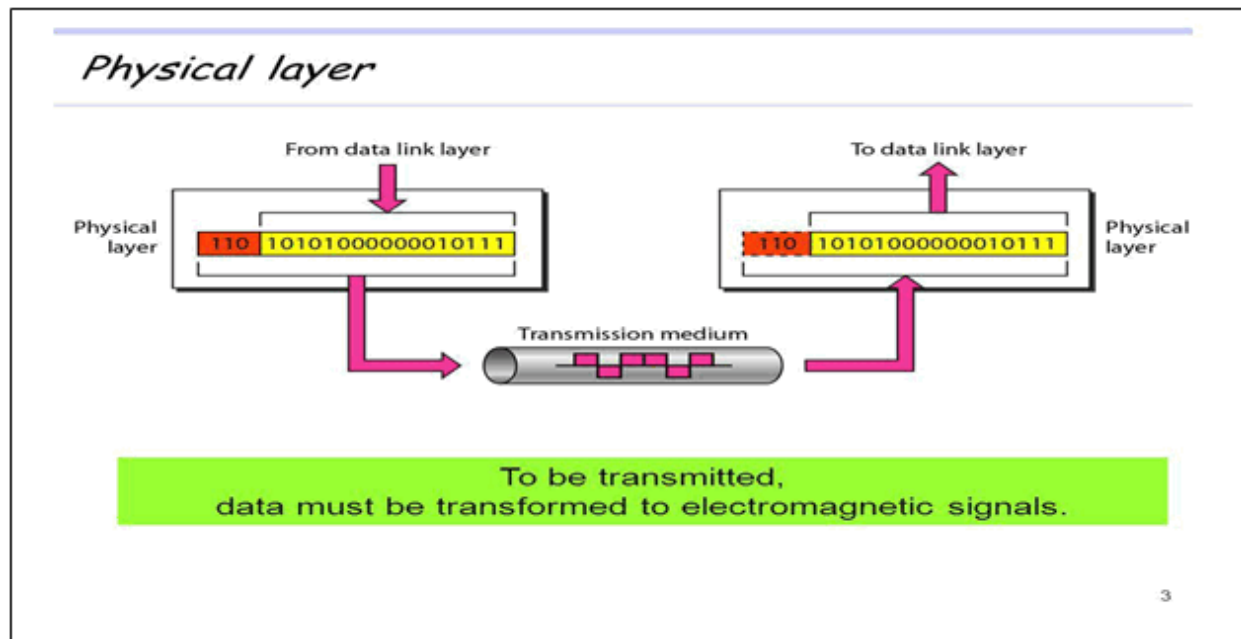 Physical layer
From data link layer
To data link layer
Physical
layer
110 10101000000010111
110 10101000000010111
Physical
layer
Transmission medium
To be transmitted,
data must be transformed to electromagnetic signals.
3